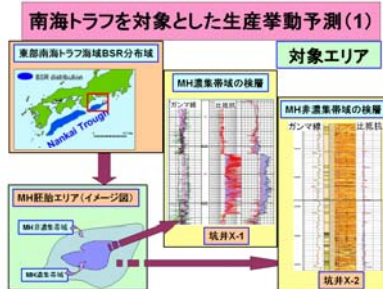 南海トラフを対象とした生産挙動予測(1)
東部南海トラフ海域BSR分布域
対象エリア
BSR distribution
Nankai Trough
MH濃集帯域の検層
ガンマ線
比抵抗
MH非濃集帯域の検層
ガンマ線
比抵抗
MH胚胎エリア(イメージ図)
MH非濃集帯域
MH濃集帯域
坑井X-1
坑井X-2